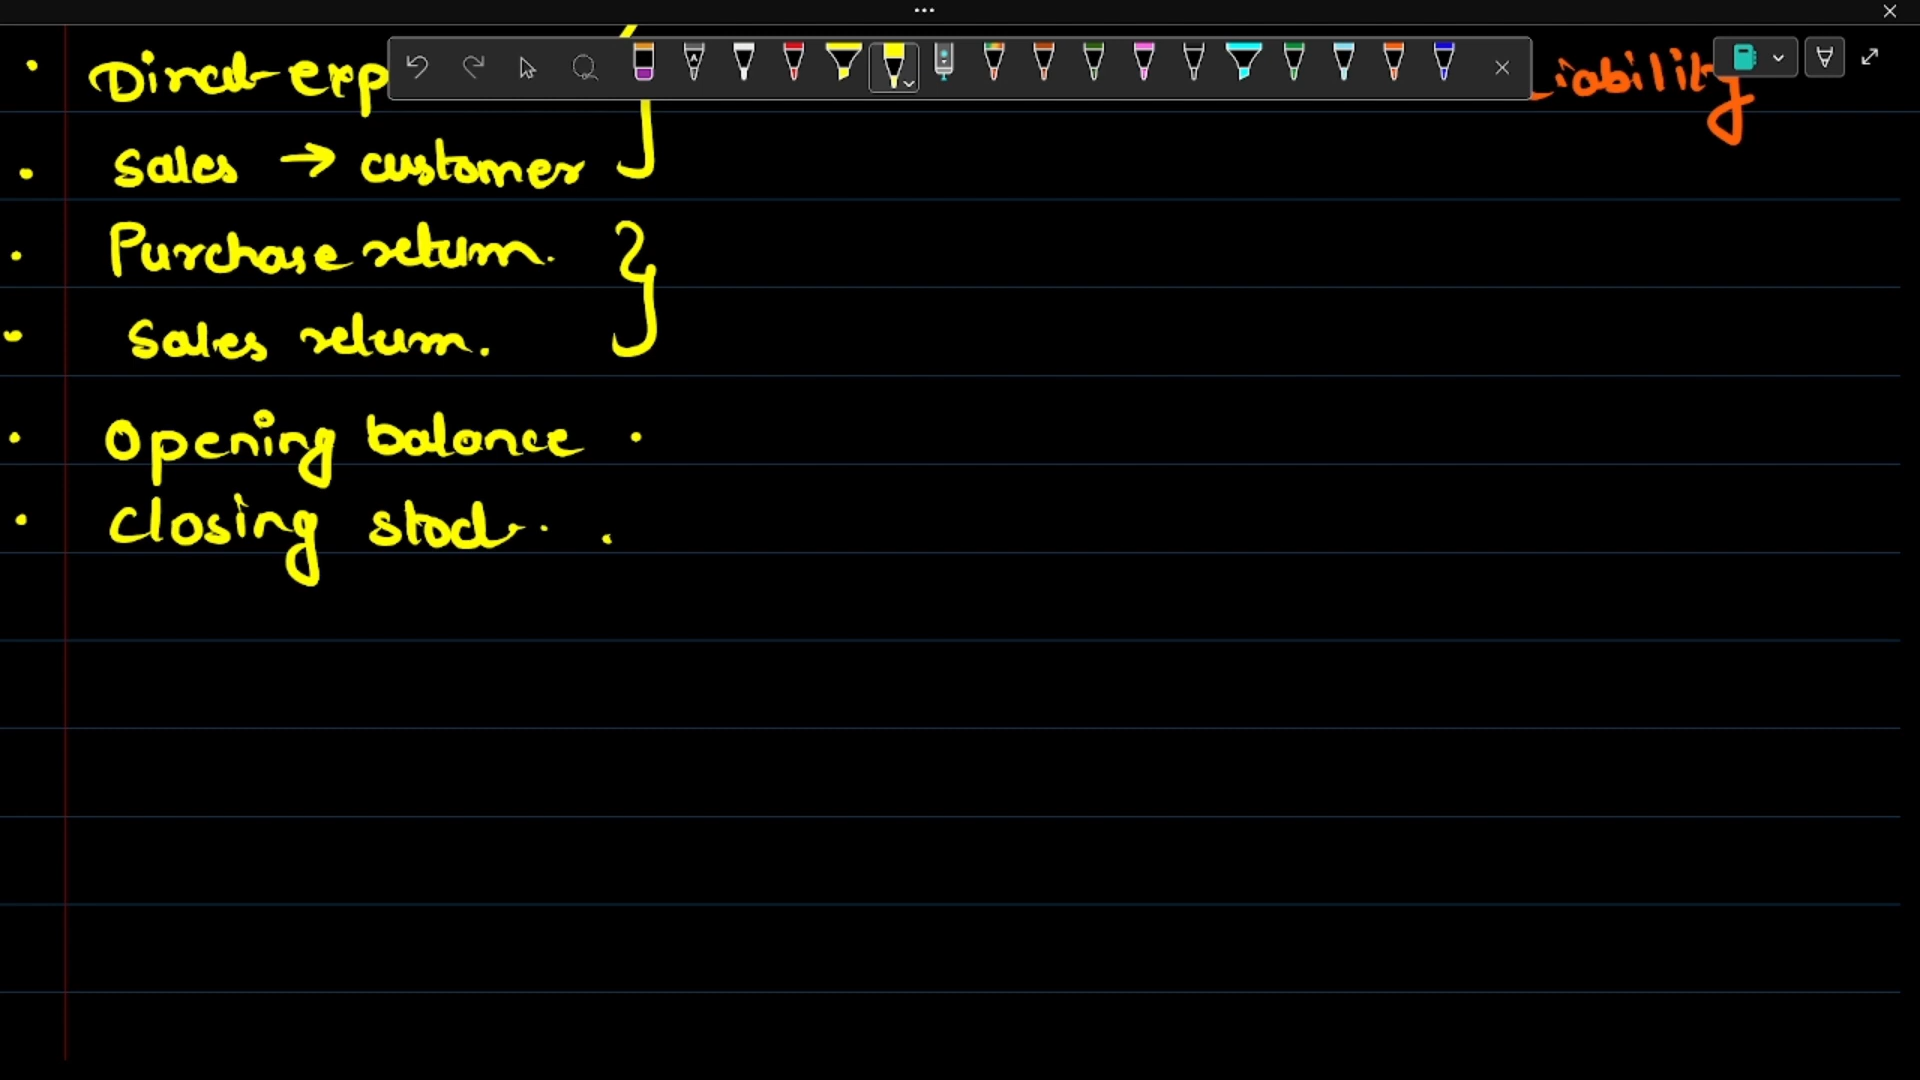 • Direct-exp iability
• Sales → customer
• Purchase return.
- Sales return.
• Opening balance •
• Closing stock . .